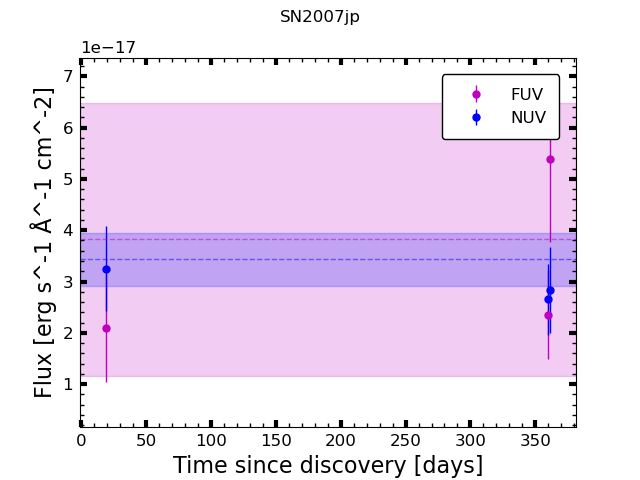 SN2007jp
1e−17
7
6
5
4
3
2
1
Flux [erg s^-1 Å^-1 cm^-2]
FUV
NUV
0 50 100 150 200 250 300 350
Time since discovery [days]